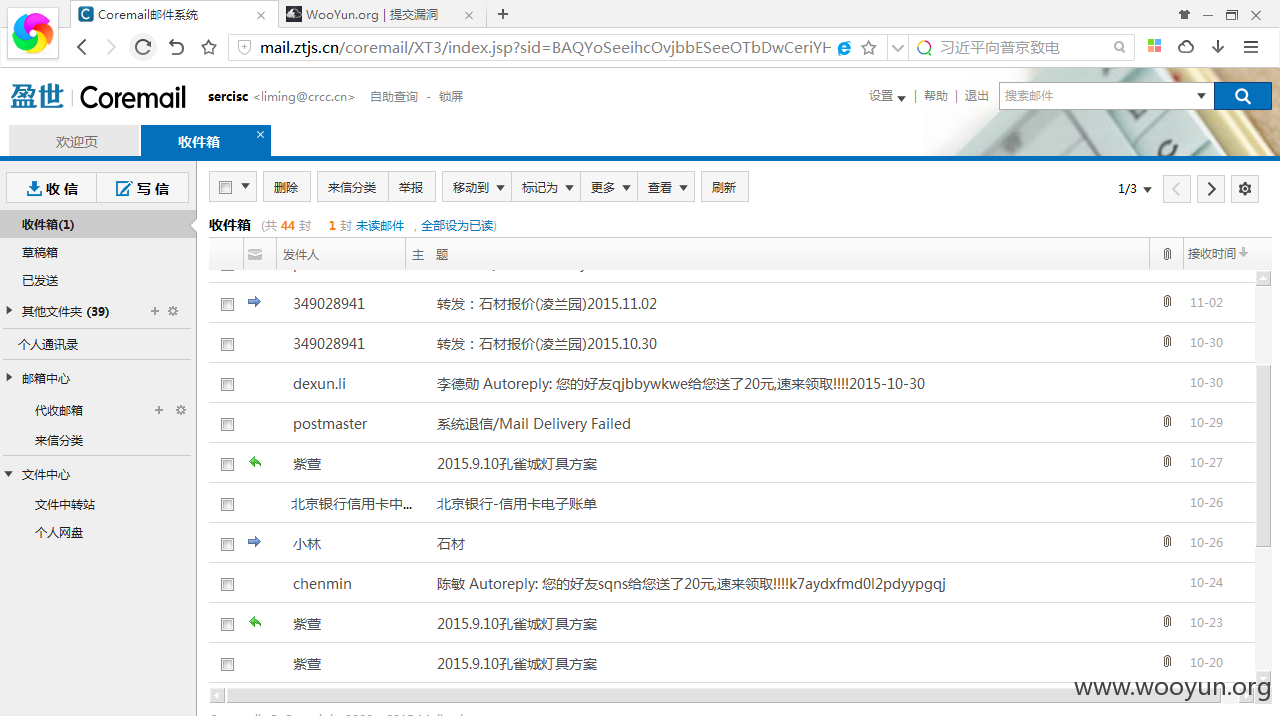 Coremail邮件系统
WooYun.org | 提交漏洞
mail.ztjs.cn/coremail/XT3/index.jsp?sid=BAQYoSeeihcOvjbbESeeOTbDwCeriYH
习近平向普京致电
盈世 Coremail
sercisc <liming@crcc.cn> 自助查询 - 锁屏
设置 | 帮助 | 退出
搜索邮件
欢迎页
收件箱
收信 写信
删除 来信分类 举报 移动到 标记为 更多 查看 刷新
1/3
收件箱(1)
草稿箱
已发送
其他文件夹 (39)
个人通讯录
邮箱中心
代收邮箱
来信分类
文件中心
文件中转站
个人网盘
收件箱 (共 44 封 1 封 未读邮件 , 全部设为已读)
发件人 主 题 接收时间
349028941 转发：石材报价(凌兰园)2015.11.02 11-02
349028941 转发：石材报价(凌兰园)2015.10.30 10-30
dexun.li 李德勋 Autoreply: 您的好友qjbbywkwe给您送了20元,速来领取!!!!2015-10-30 10-30
postmaster 系统退信/Mail Delivery Failed 10-29
紫萱 2015.9.10孔雀城灯具方案 10-27
北京银行信用卡中... 北京银行-信用卡电子账单 10-26
小林 石材 10-26
chenmin 陈敏 Autoreply: 您的好友sqns给您送了20元,速来领取!!!!k7aydxfmd0l2pdyypgqj 10-24
紫萱 2015.9.10孔雀城灯具方案 10-23
紫萱 2015.9.10孔雀城灯具方案 10-20
www.wooyun.org